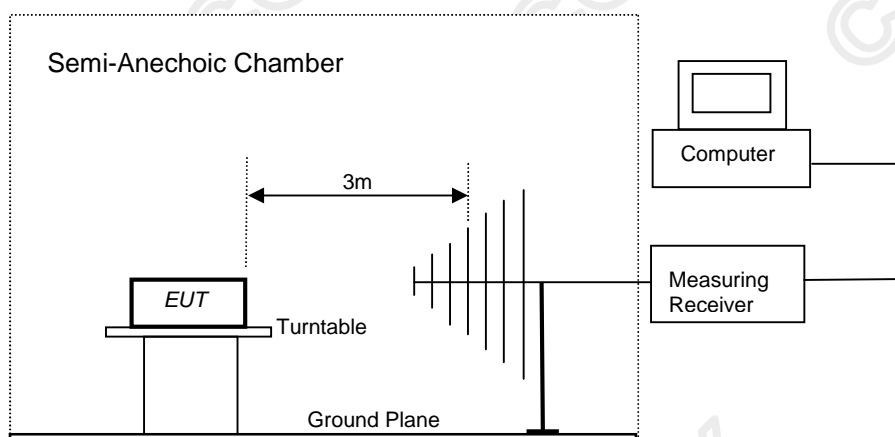 Semi-Anechoic Chamber
Computer
3m
Measuring
Receiver
EUT
Turntable
Ground Plane